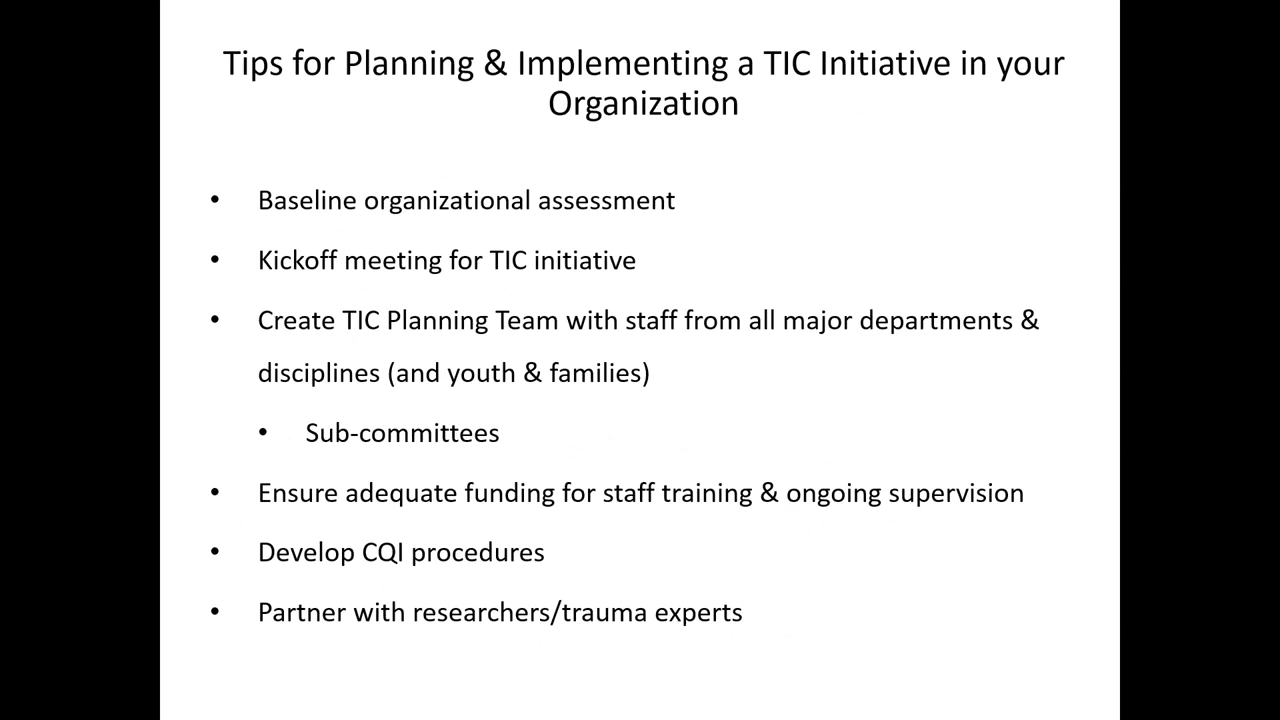 Tips for Planning & Implementing a TIC Initiative in your
Organization
• Baseline organizational assessment
• Kickoff meeting for TIC initiative
• Create TIC Planning Team with staff from all major departments &
disciplines (and youth & families)
• Sub-committees
• Ensure adequate funding for staff training & ongoing supervision
• Develop CQI procedures
• Partner with researchers/trauma experts